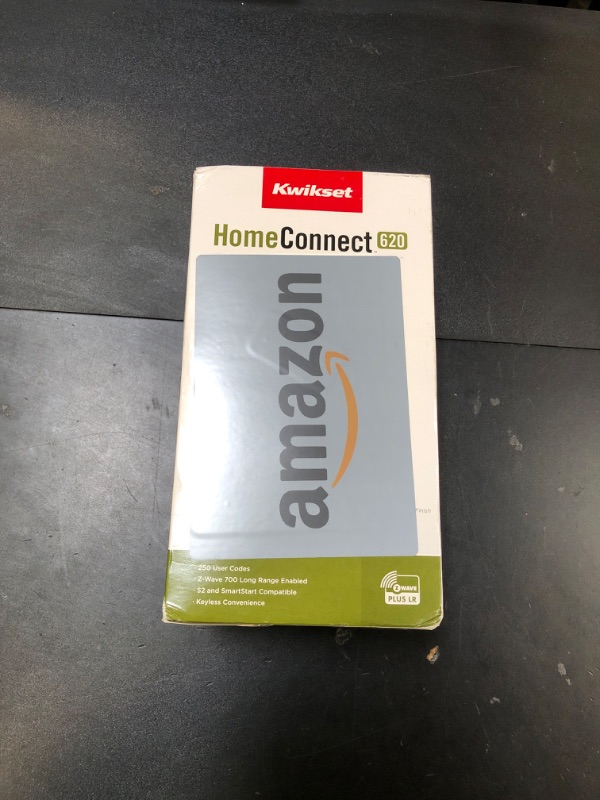 Kwikset
HomeConnect 620
amazon
250 User Codes
Z-Wave 700 Long Range Enabled
S2 and SmartStart Compatible
Keyless Convenience
Z WAVE
PLUS LR